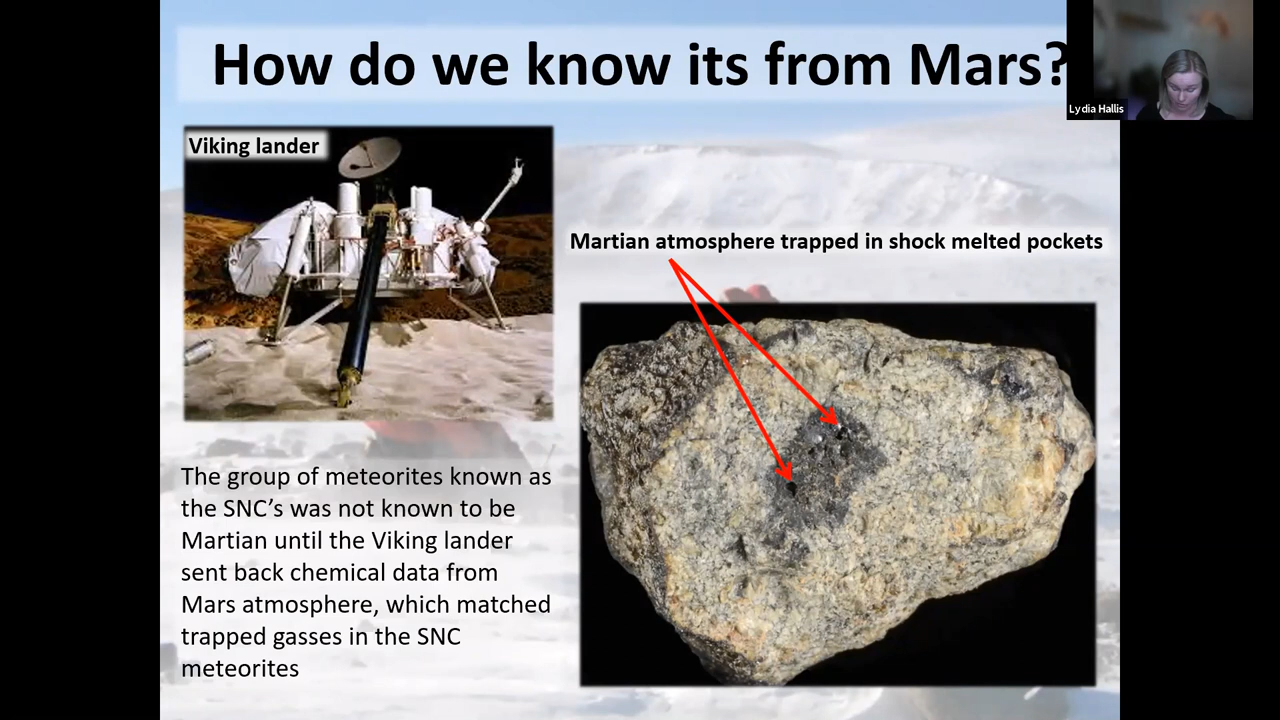 How do we know its from Mars?
Lydia Hallis
Viking lander
Martian atmosphere trapped in shock melted pockets
The group of meteorites known as
the SNC’s was not known to be
Martian until the Viking lander
sent back chemical data from
Mars atmosphere, which matched
trapped gasses in the SNC
meteorites